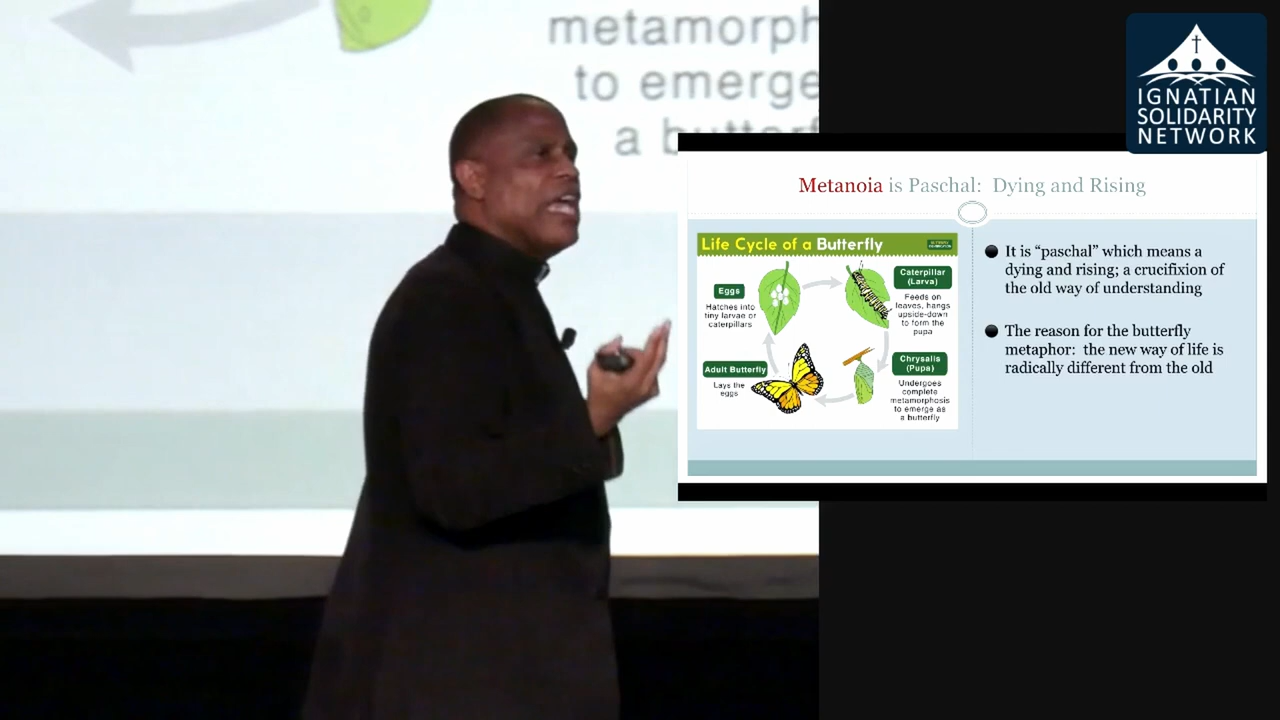 metamorph
to emerge
a butterf
IGNATIAN
SOLIDARITY
NETWORK
Metanoia is Paschal: Dying and Rising
Life Cycle of a Butterfly
Eggs
Hatches into
tiny larvae or
caterpillars
Caterpillar
(Larva)
Feeds on
leaves, hangs
upside-down
to form the
pupa
Adult Butterfly
Lays the
eggs
Chrysalis
(Pupa)
Undergoes
complete
metamorphosis
to emerge as
a butterfly
It is “paschal” which means a
dying and rising; a crucifixion of
the old way of understanding
The reason for the butterfly
metaphor: the new way of life is
radically different from the old